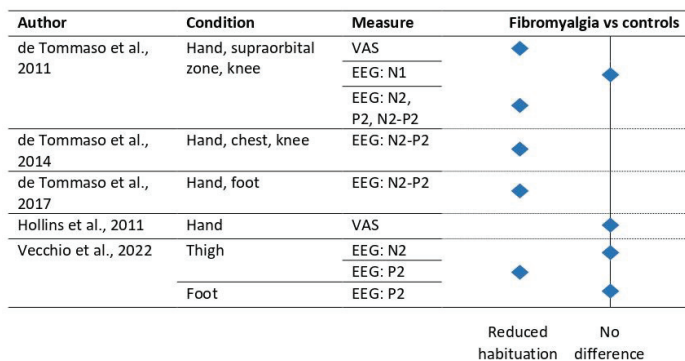 Author Condition Measure Fibromyalgia vs controls
de Tommaso et al., Hand, supraorbital VAS
2011 zone, knee EEG: N1
EEG: N2,
P2, N2-P2
de Tommaso et al., Hand, chest, knee EEG: N2-P2
2014
de Tommaso et al., Hand, foot EEG: N2-P2
2017
Hollins et al., 2011 Hand VAS
Vecchio et al., 2022 Thigh EEG: N2
EEG: P2
Foot EEG: P2
Reduced No
habituation difference